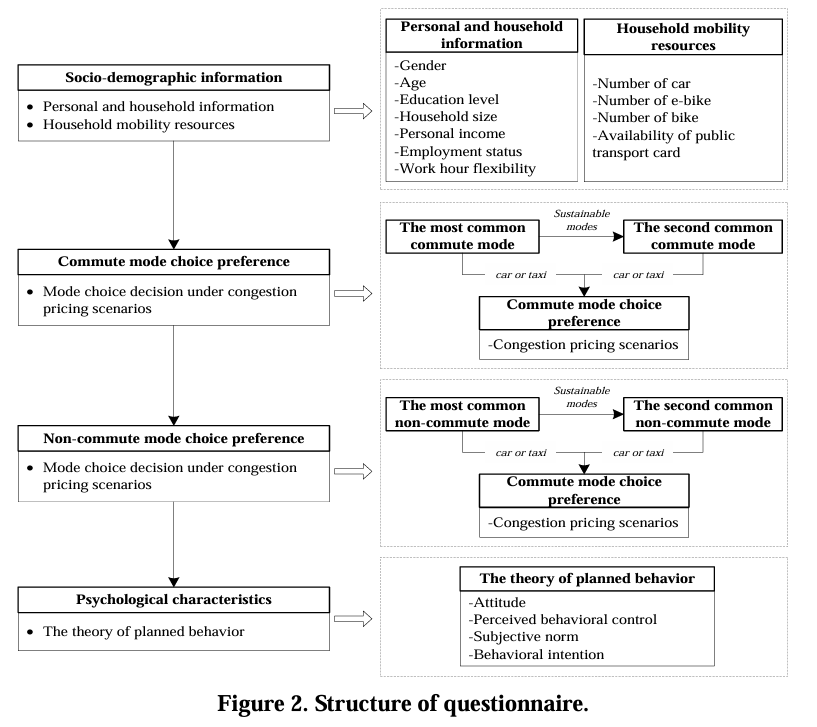 Socio-demographic information
• Personal and household information
• Household mobility resources
Personal and household
information
-Gender
-Age
-Education level
-Household size
-Personal income
-Employment status
-Work hour flexibility
Household mobility
resources
-Number of car
-Number of e-bike
-Number of bike
-Availability of public
transport card
Commute mode choice preference
• Mode choice decision under congestion
pricing scenarios
The most common
commute mode
Sustainable
modes
The second common
commute mode
car or taxi
car or taxi
Commute mode choice
preference
-Congestion pricing scenarios
Non-commute mode choice preference
• Mode choice decision under congestion
pricing scenarios
The most common
non-commute mode
Sustainable
modes
The second common
non-commute mode
car or taxi
car or taxi
Commute mode choice
preference
-Congestion pricing scenarios
Psychological characteristics
• The theory of planned behavior
The theory of planned behavior
-Attitude
-Perceived behavioral control
-Subjective norm
-Behavioral intention
Figure 2. Structure of questionnaire.